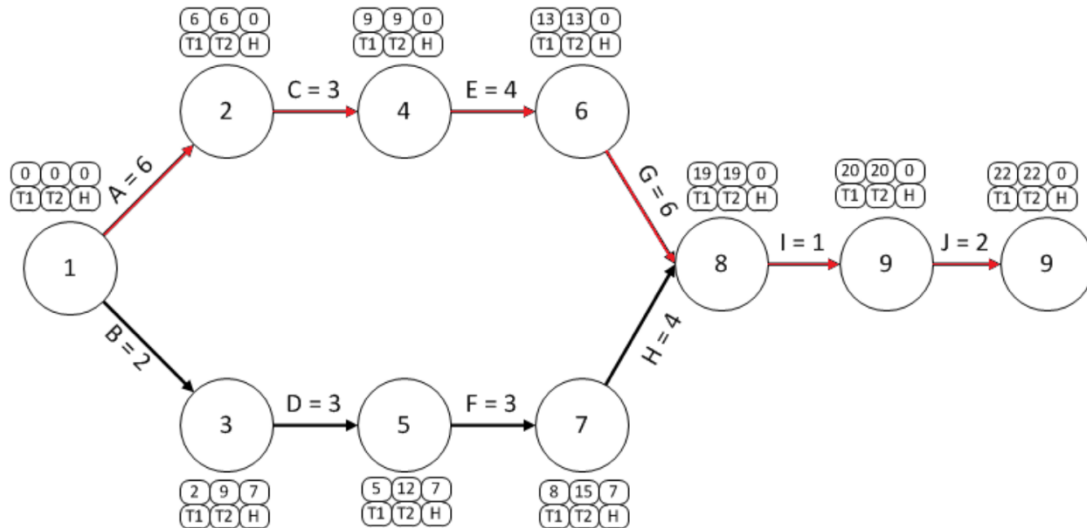 6 6 0
T1 T2 H
9 9 0
T1 T2 H
13 13 0
T1 T2 H
C = 3
E = 4
2
4
6
0 0 0
T1 T2 H
A = 6
G = 6
19 19 0
T1 T2 H
20 20 0
T1 T2 H
22 22 0
T1 T2 H
1
8
I = 1
9
J = 2
9
B = 2
H = 4
D = 3
F = 3
3
5
7
2 9 7
T1 T2 H
5 12 7
T1 T2 H
8 15 7
T1 T2 H